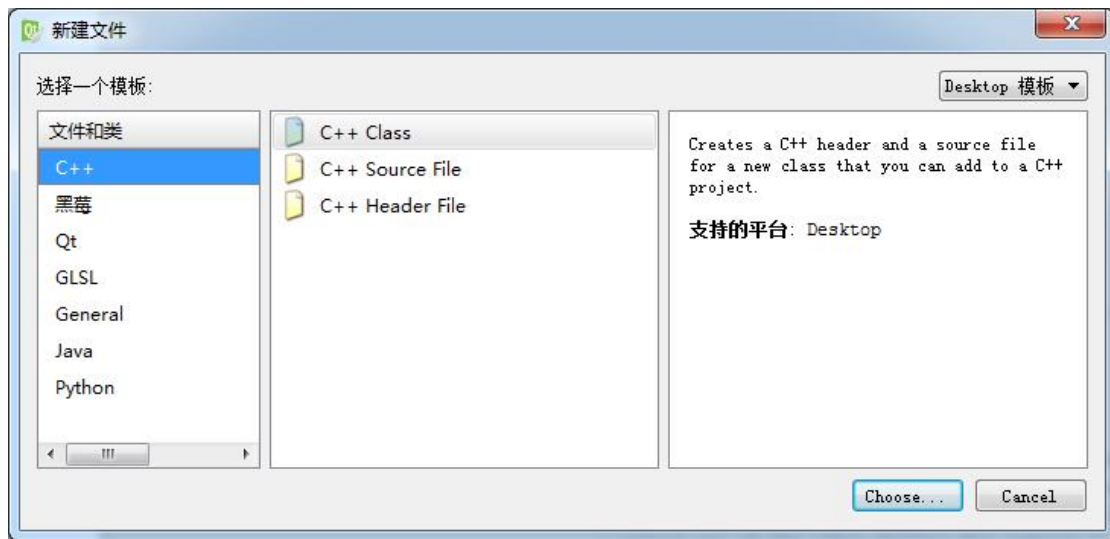 新建文件
选择一个模板:
Desktop 模板
文件和类
C++
黑莓
Qt
GLSL
General
Java
Python
C++ Class
C++ Source File
C++ Header File
Creates a C++ header and a source file
for a new class that you can add to a C++
project.
支持的平台: Desktop
Choose...
Cancel